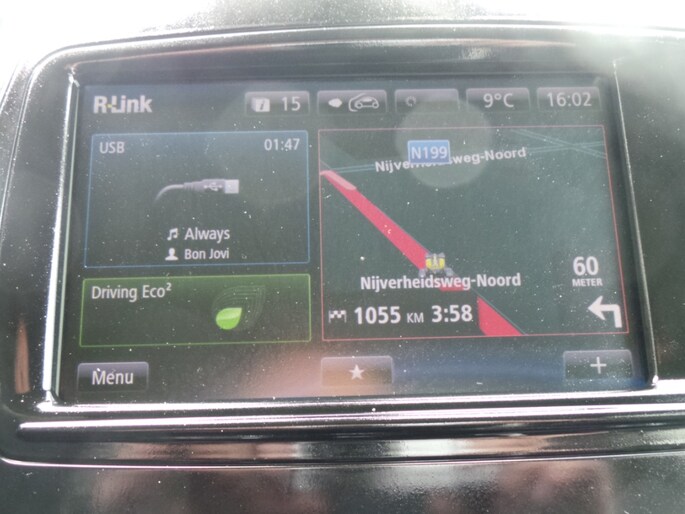 R-Link
i 15
9°C
16:02
USB
01:47
Always
Bon Jovi
Driving Eco²
Menu
N199
Nijverheidsweg-Noord
Nijverheidsweg-Noord
60
METER
1055 KM 3:58
+